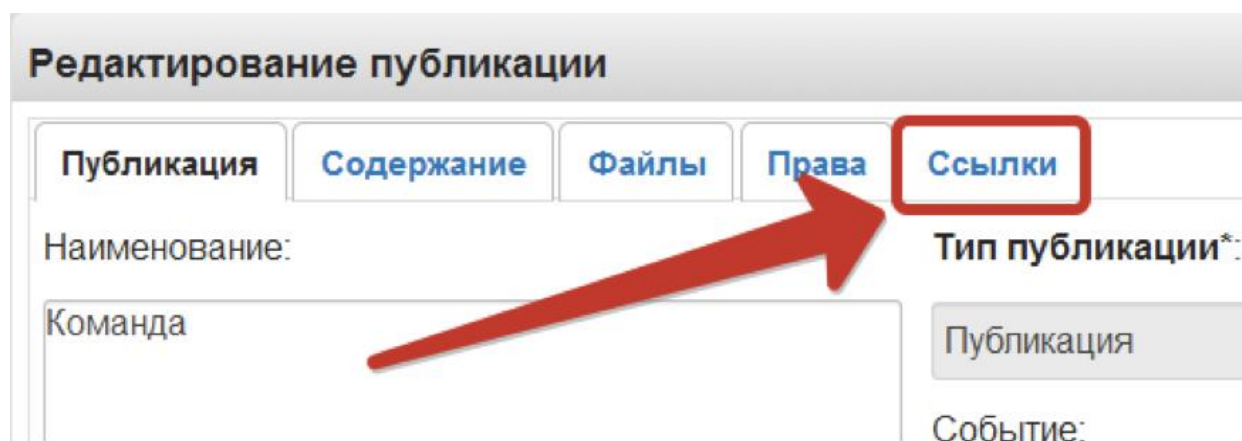 Редактирование публикации
Публикация Содержание Файлы Права Ссылки
Наименование: Тип публикации*:
Команда
Публикация
Событие: